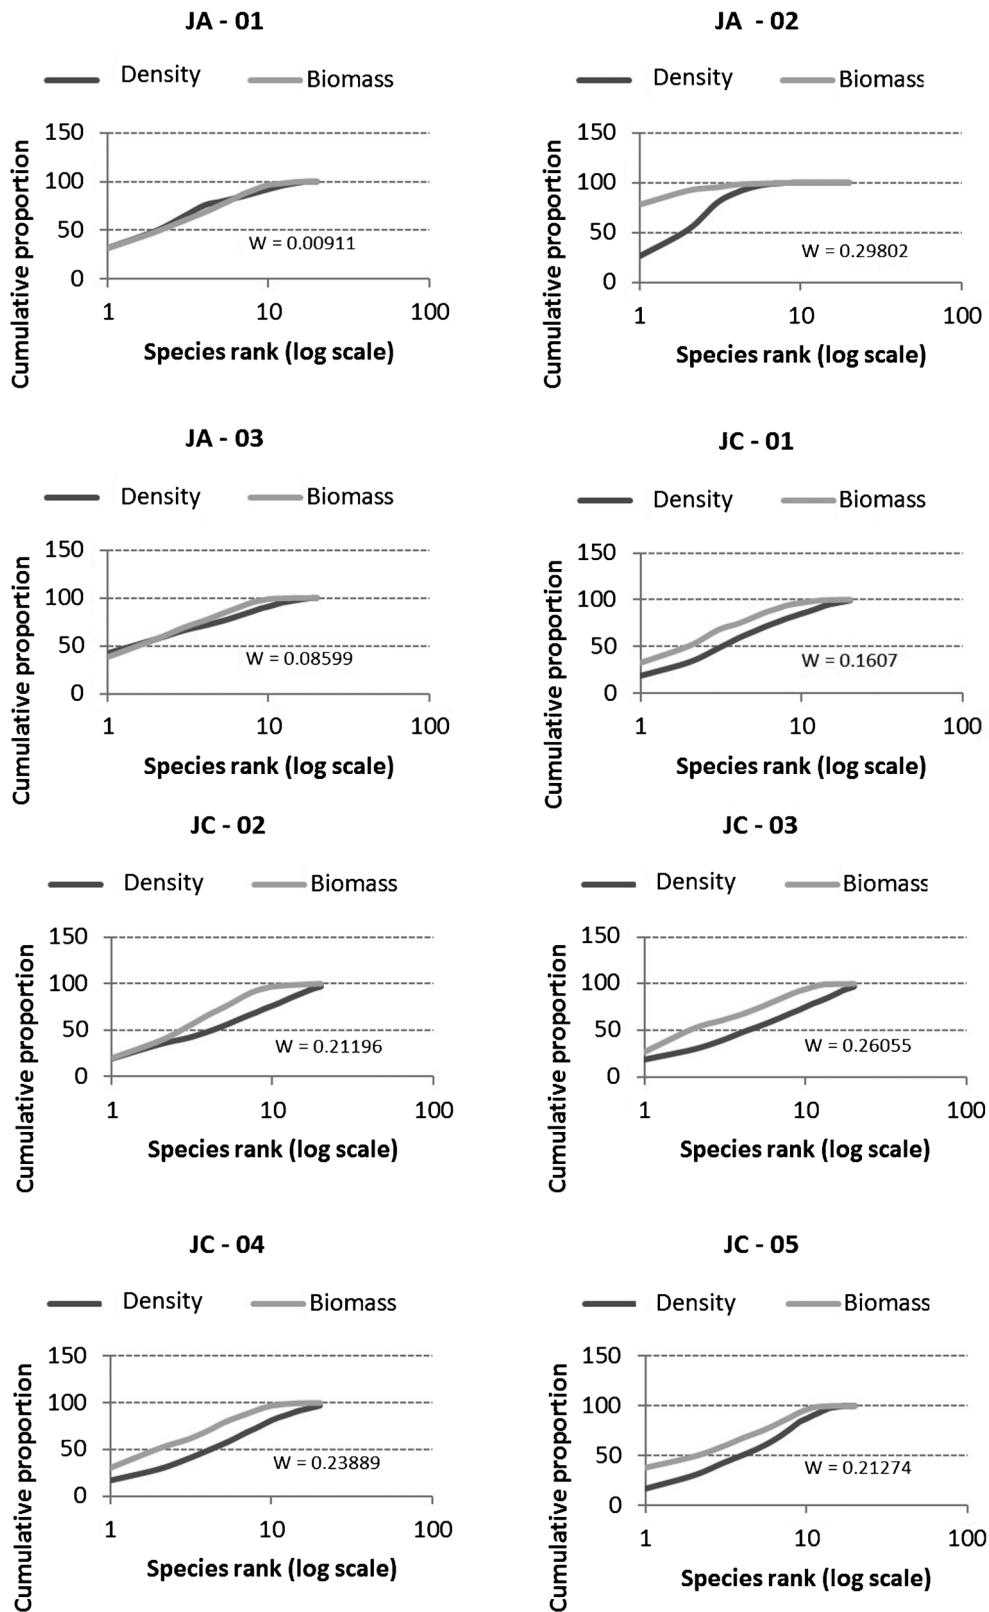 JA - 01
Density
Biomass
Cumulative proportion
150
100
50
0
W = 0.00911
1
10
100
Species rank (log scale)
JA - 02
Density
Biomass
Cumulative proportion
150
100
50
0
W = 0.29802
1
10
100
Species rank (log scale)
JA - 03
Density
Biomass
Cumulative proportion
150
100
50
0
W = 0.08599
1
10
100
Species rank (log scale)
JC - 01
Density
Biomass
Cumulative proportion
150
100
50
0
W = 0.1607
1
10
100
Species rank (log scale)
JC - 02
Density
Biomass
Cumulative proportion
150
100
50
0
W = 0.21196
1
10
100
Species rank (log scale)
JC - 03
Density
Biomass
Cumulative proportion
150
100
50
0
W = 0.26055
1
10
100
Species rank (log scale)
JC - 04
Density
Biomass
Cumulative proportion
150
100
50
0
W = 0.23889
1
10
100
Species rank (log scale)
JC - 05
Density
Biomass
Cumulative proportion
150
100
50
0
W = 0.21274
1
10
100
Species rank (log scale)